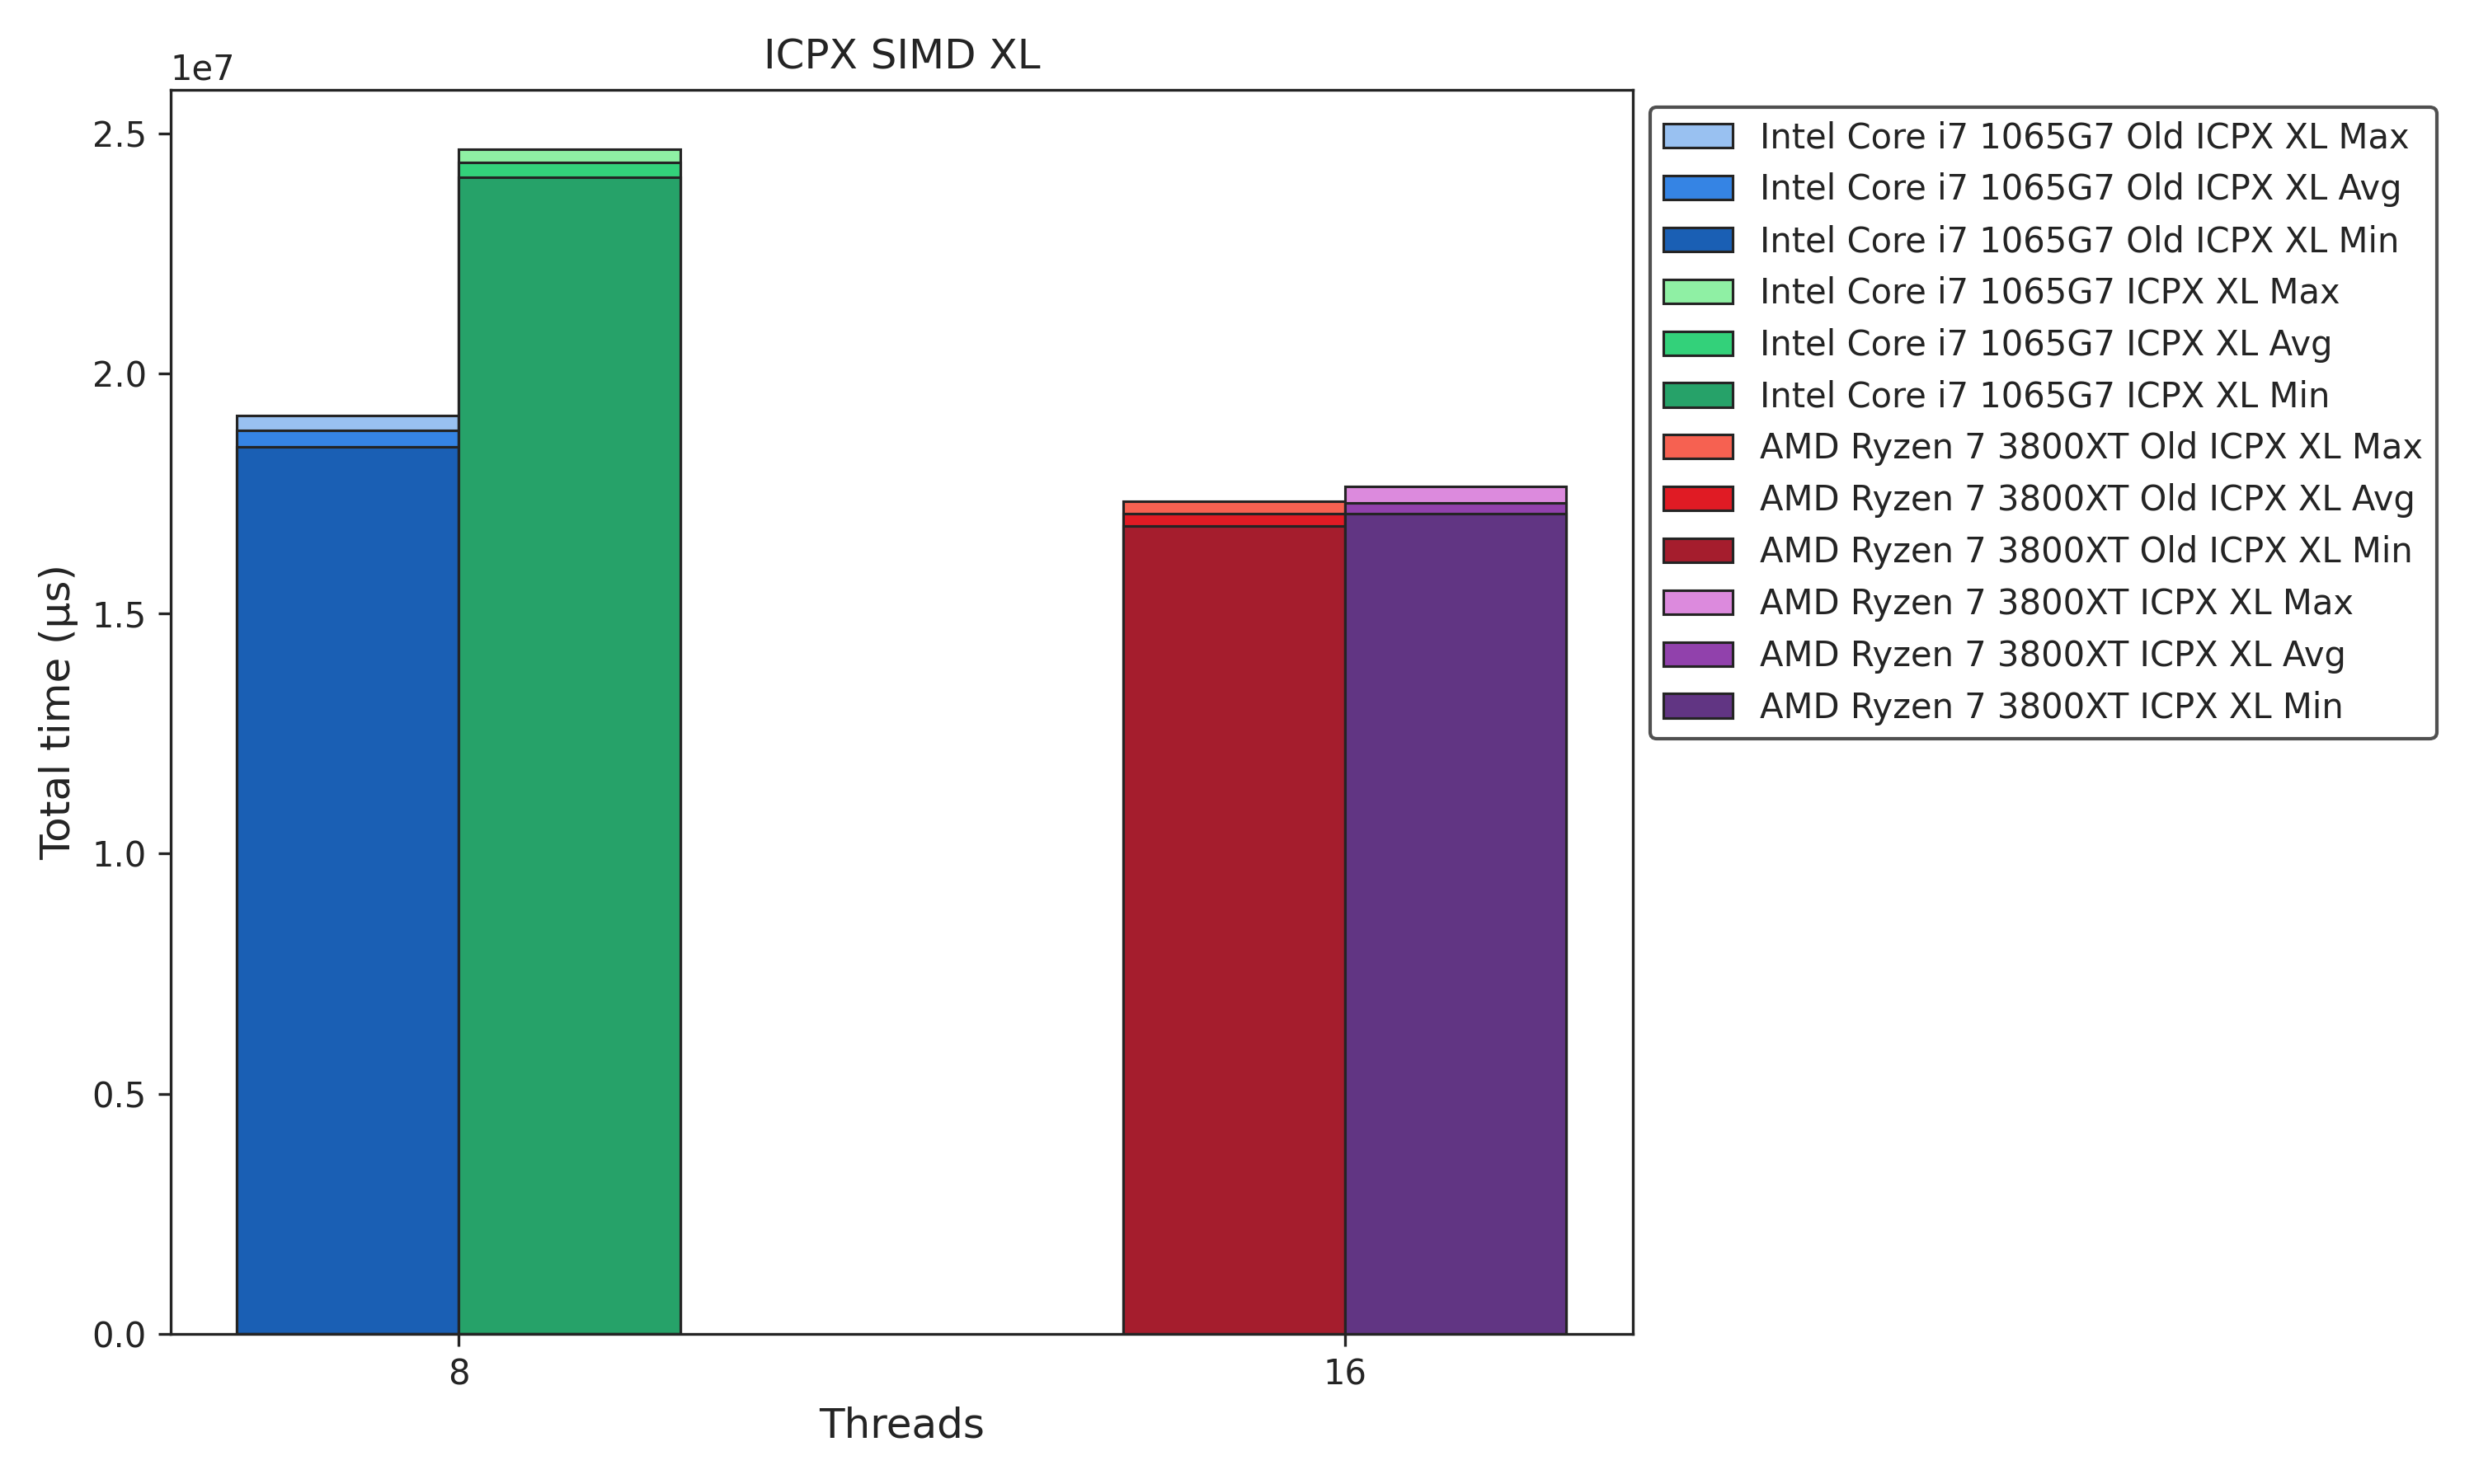 ICPX SIMD XL
1e7
2.5
2.0
1.5
1.0
0.5
0.0
Total time (µs)
8
16
Threads
Intel Core i7 1065G7 Old ICPX XL Max
Intel Core i7 1065G7 Old ICPX XL Avg
Intel Core i7 1065G7 Old ICPX XL Min
Intel Core i7 1065G7 ICPX XL Max
Intel Core i7 1065G7 ICPX XL Avg
Intel Core i7 1065G7 ICPX XL Min
AMD Ryzen 7 3800XT Old ICPX XL Max
AMD Ryzen 7 3800XT Old ICPX XL Avg
AMD Ryzen 7 3800XT Old ICPX XL Min
AMD Ryzen 7 3800XT ICPX XL Max
AMD Ryzen 7 3800XT ICPX XL Avg
AMD Ryzen 7 3800XT ICPX XL Min